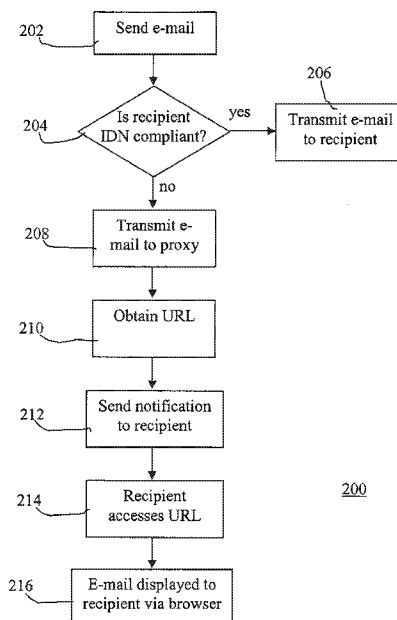 202
Send e-mail
204
Is recipient
IDN compliant?
yes
206
Transmit e-mail
to recipient
no
208
Transmit e-
mail to proxy
210
Obtain URL
212
Send notification
to recipient
214
Recipient
accesses URL
200
216
E-mail displayed to
recipient via browser